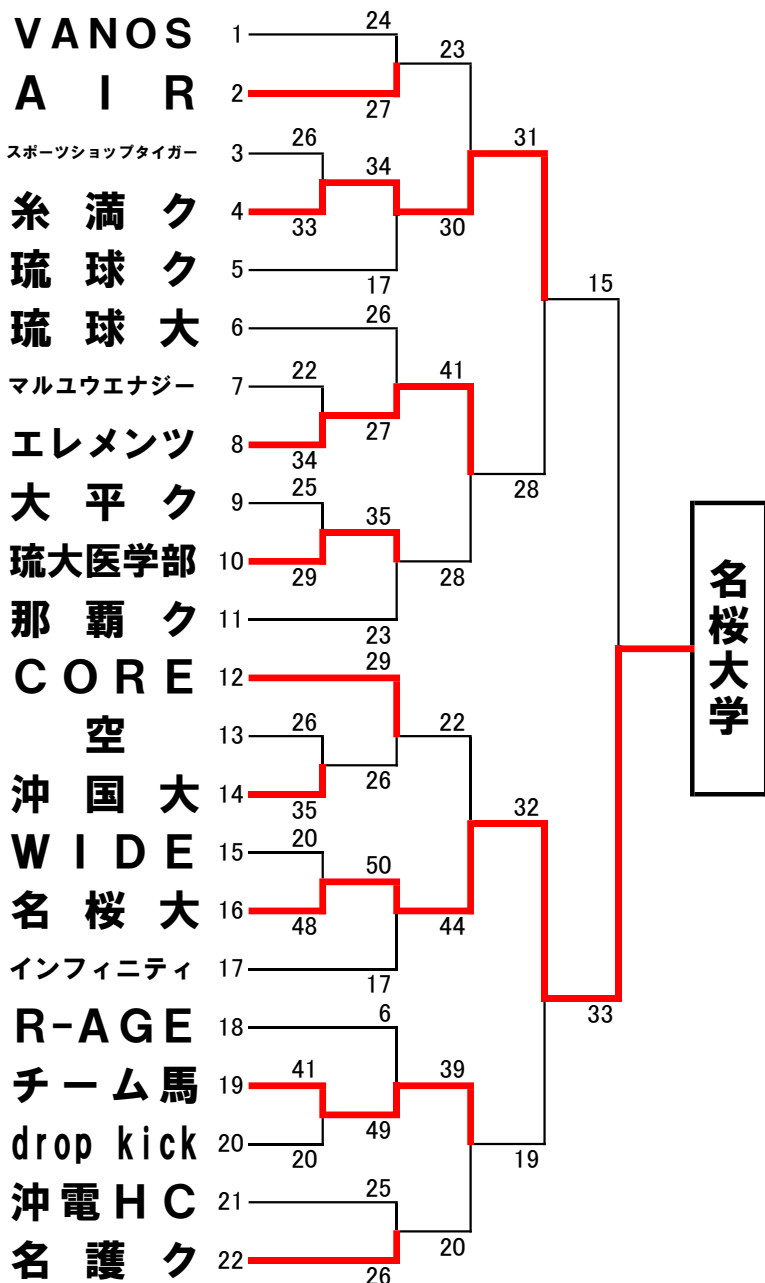 24
VANOS 1 23
AIR 2
27
26 31
スポーツショップタイガー 3 34
糸満ク 4
33 30
琉球ク 5
17 15
26
琉球大 6
22 41
マルユウエナジー 7
27
エレメンツ 8
34
25 28
大平ク 9
35
琉大医学部 10
29 28
那覇ク 11
23
名桜大学
29
CORE 12
26 22
空 13
26
沖国大 14
35 32
20
WIDE 15
50
名桜大 16
48 44
インフィニティ 17
17
6 33
R-AGE 18
41 39
チーム馬 19
49
drop kick 20
20 19
25
沖電HC 21
20
名護ク 22
26